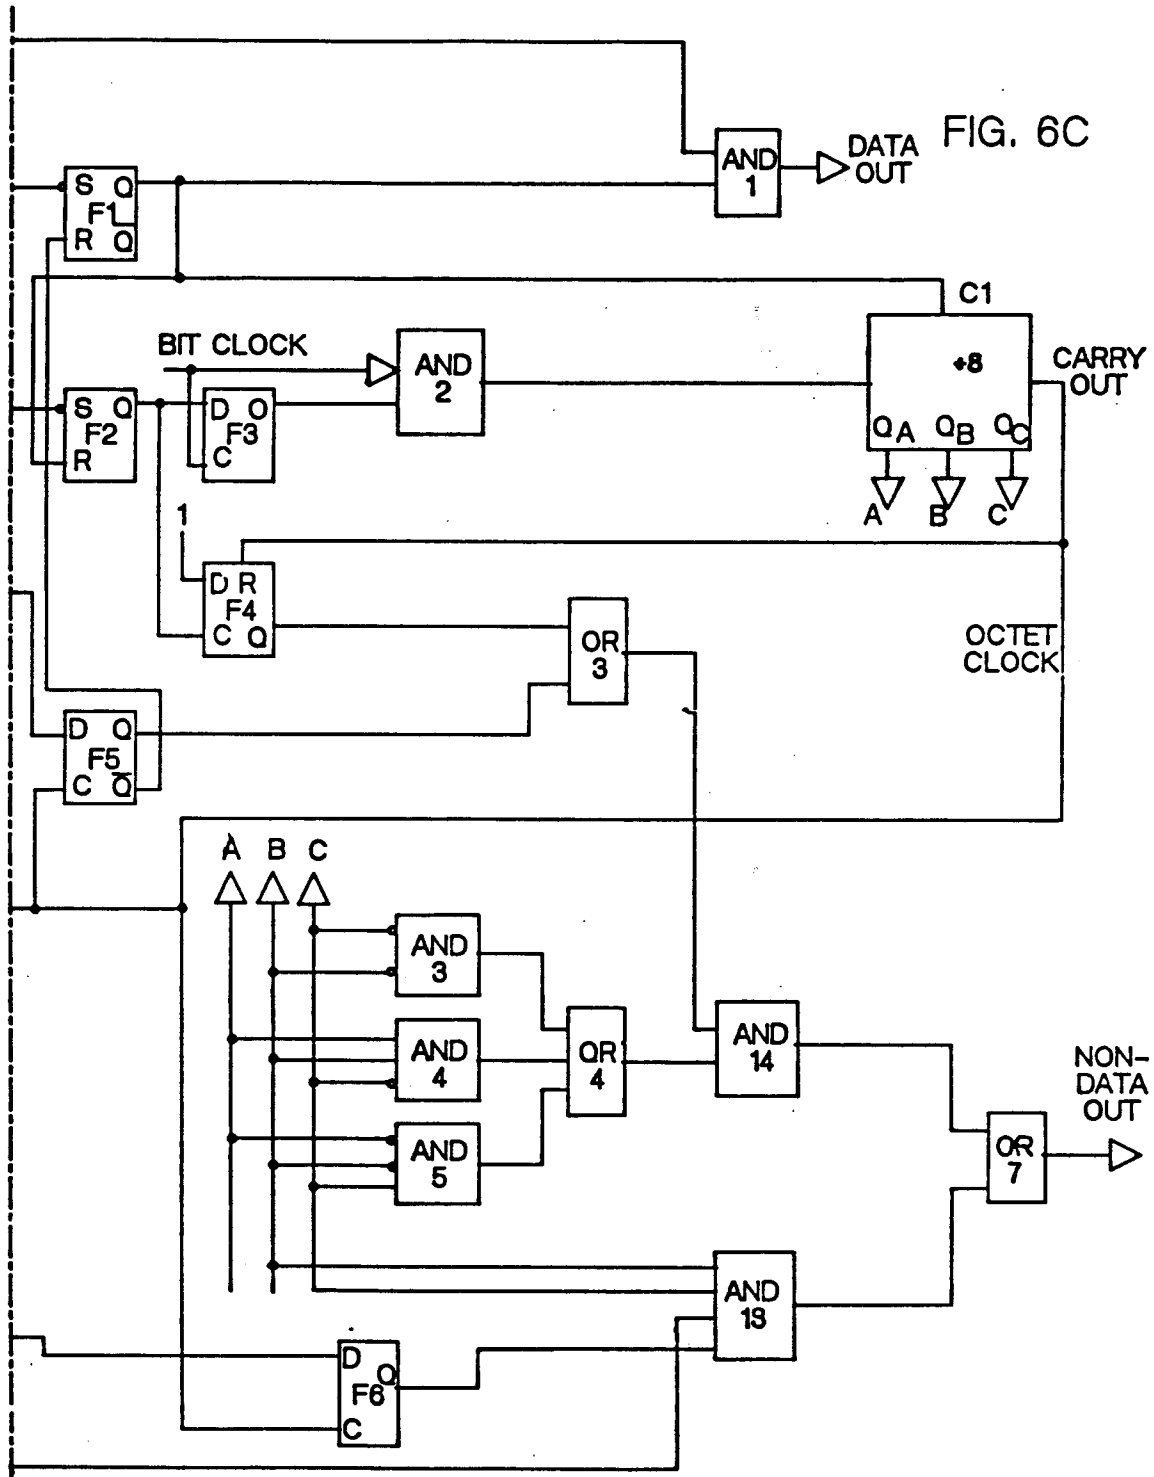 FIG. 6C
AND
1
DATA
OUT
S Q
F1
R Q
C1
BIT CLOCK
AND
2
+8
CARRY
OUT
QA QB QC
A B C
S Q
F2
R
D O
F3
C
1
D R
F4
C Q
OR
3
OCTET
CLOCK
D Q
F5
C Q
A B C
AND
3
AND
4
AND
5
QR
4
AND
14
NON-
DATA
OUT
OR
7
AND
13
D
Q
F6
C